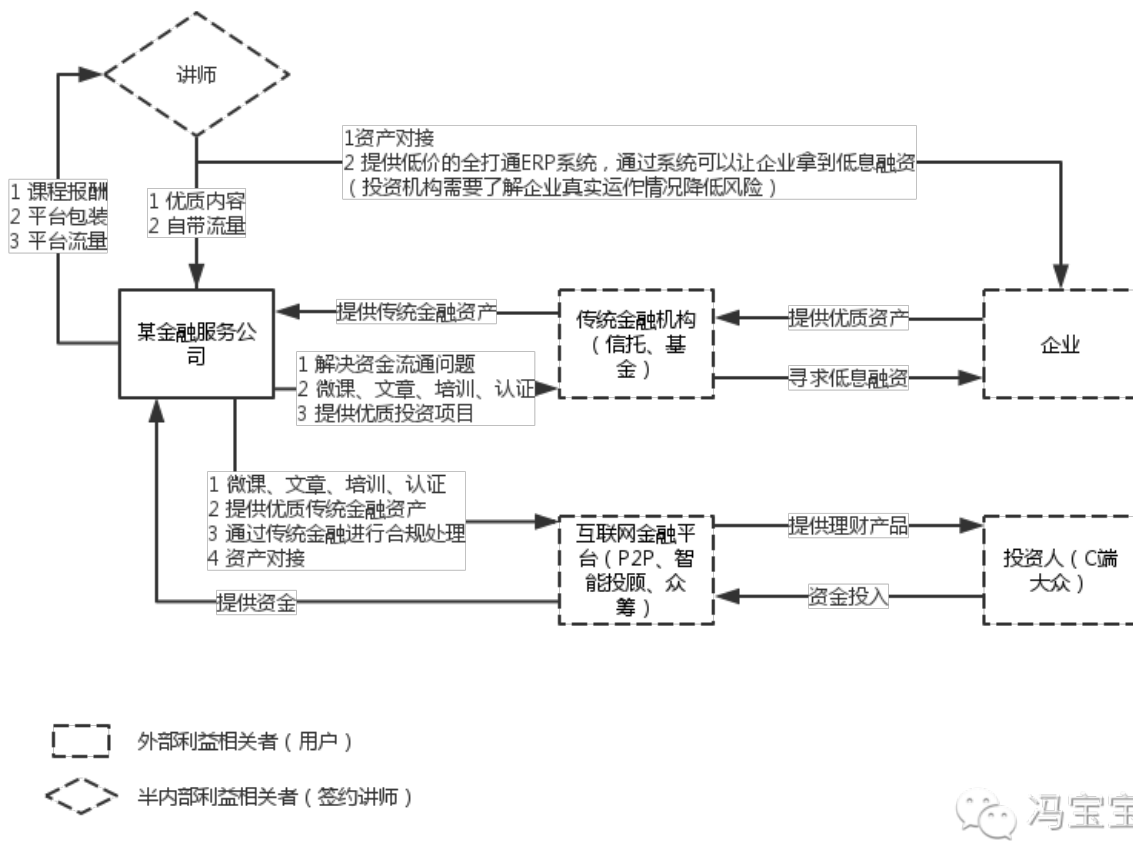 讲师
1资产对接
2 提供低价的全打通ERP系统，通过系统可以让企业拿到低息融资
（投资机构需要了解企业真实运作情况降低风险）
1 课程报酬
2 平台包装
3 平台流量
1 优质内容
2 自带流量
某金融服务公
司
提供传统金融资产
传统金融机构
（信托、基
金）
提供优质资产
企业
寻求低息融资
1 解决资金流通问题
2 微课、文章、培训、认证
3 提供优质投资项目
1 微课、文章、培训、认证
2 提供优质传统金融资产
3 通过传统金融进行合规处理
4 资产对接
互联网金融平
台（P2P、智
能投顾、众
筹）
提供理财产品
投资人（C端
大众）
资金投入
提供资金
外部利益相关者（用户）
半内部利益相关者（签约讲师）
冯宝宝